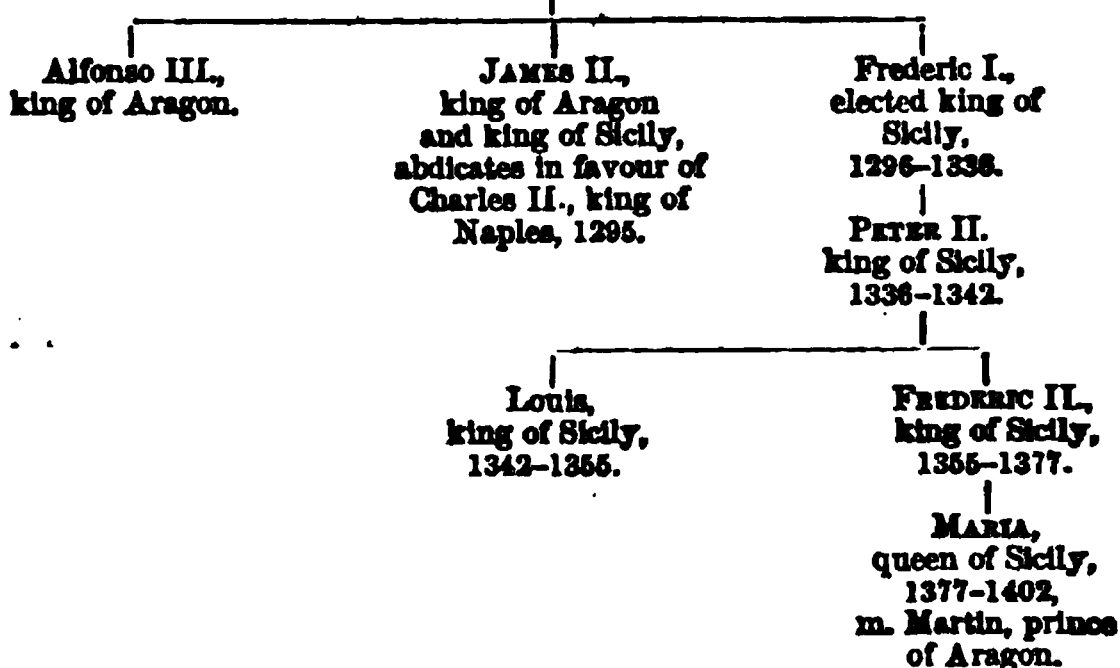 Alfonso III.,
king of Aragon.
JAMES II.,
king of Aragon
and king of Sicily,
abdicates in favour of
Charles II., king of
Naples, 1295.
Frederic I.,
elected king of
Sicily,
1296–1336.
PETER II.
king of Sicily,
1336–1342.
Louis,
king of Sicily,
1342–1355.
FREDERIC II.,
king of Sicily,
1355–1377.
MARIA,
queen of Sicily,
1377–1402,
m. Martin, prince
of Aragon.